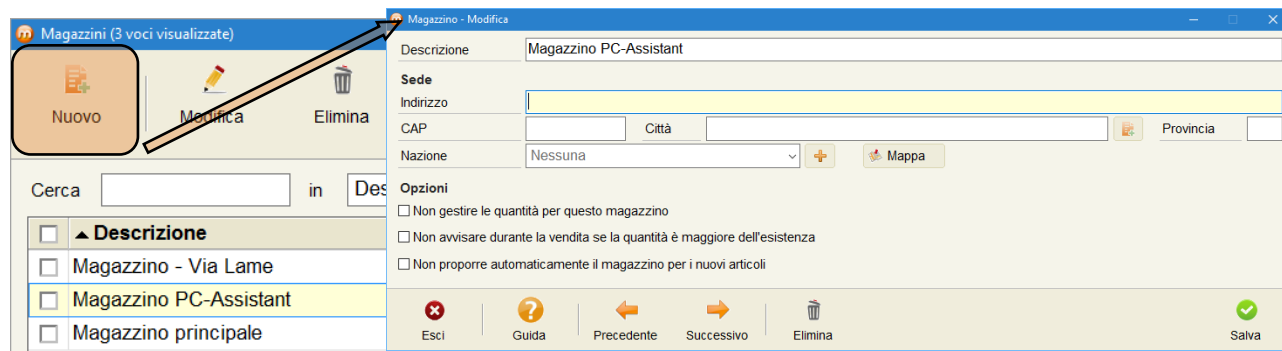 Magazzini (3 voci visualizzate)
Nuovo
Modifica
Elimina
Cerca
in
Des
Descrizione
Magazzino - Via Lame
Magazzino PC-Assistant
Magazzino principale
Magazzino - Modifica
Descrizione
Magazzino PC-Assistant
Sede
Indirizzo
CAP
Città
Provincia
Nazione
Nessuna
Mappa
Opzioni
Non gestire le quantità per questo magazzino
Non avvisare durante la vendita se la quantità è maggiore dell'esistenza
Non proporre automaticamente il magazzino per i nuovi articoli
Esci
Guida
Precedente
Successivo
Elimina
Salva